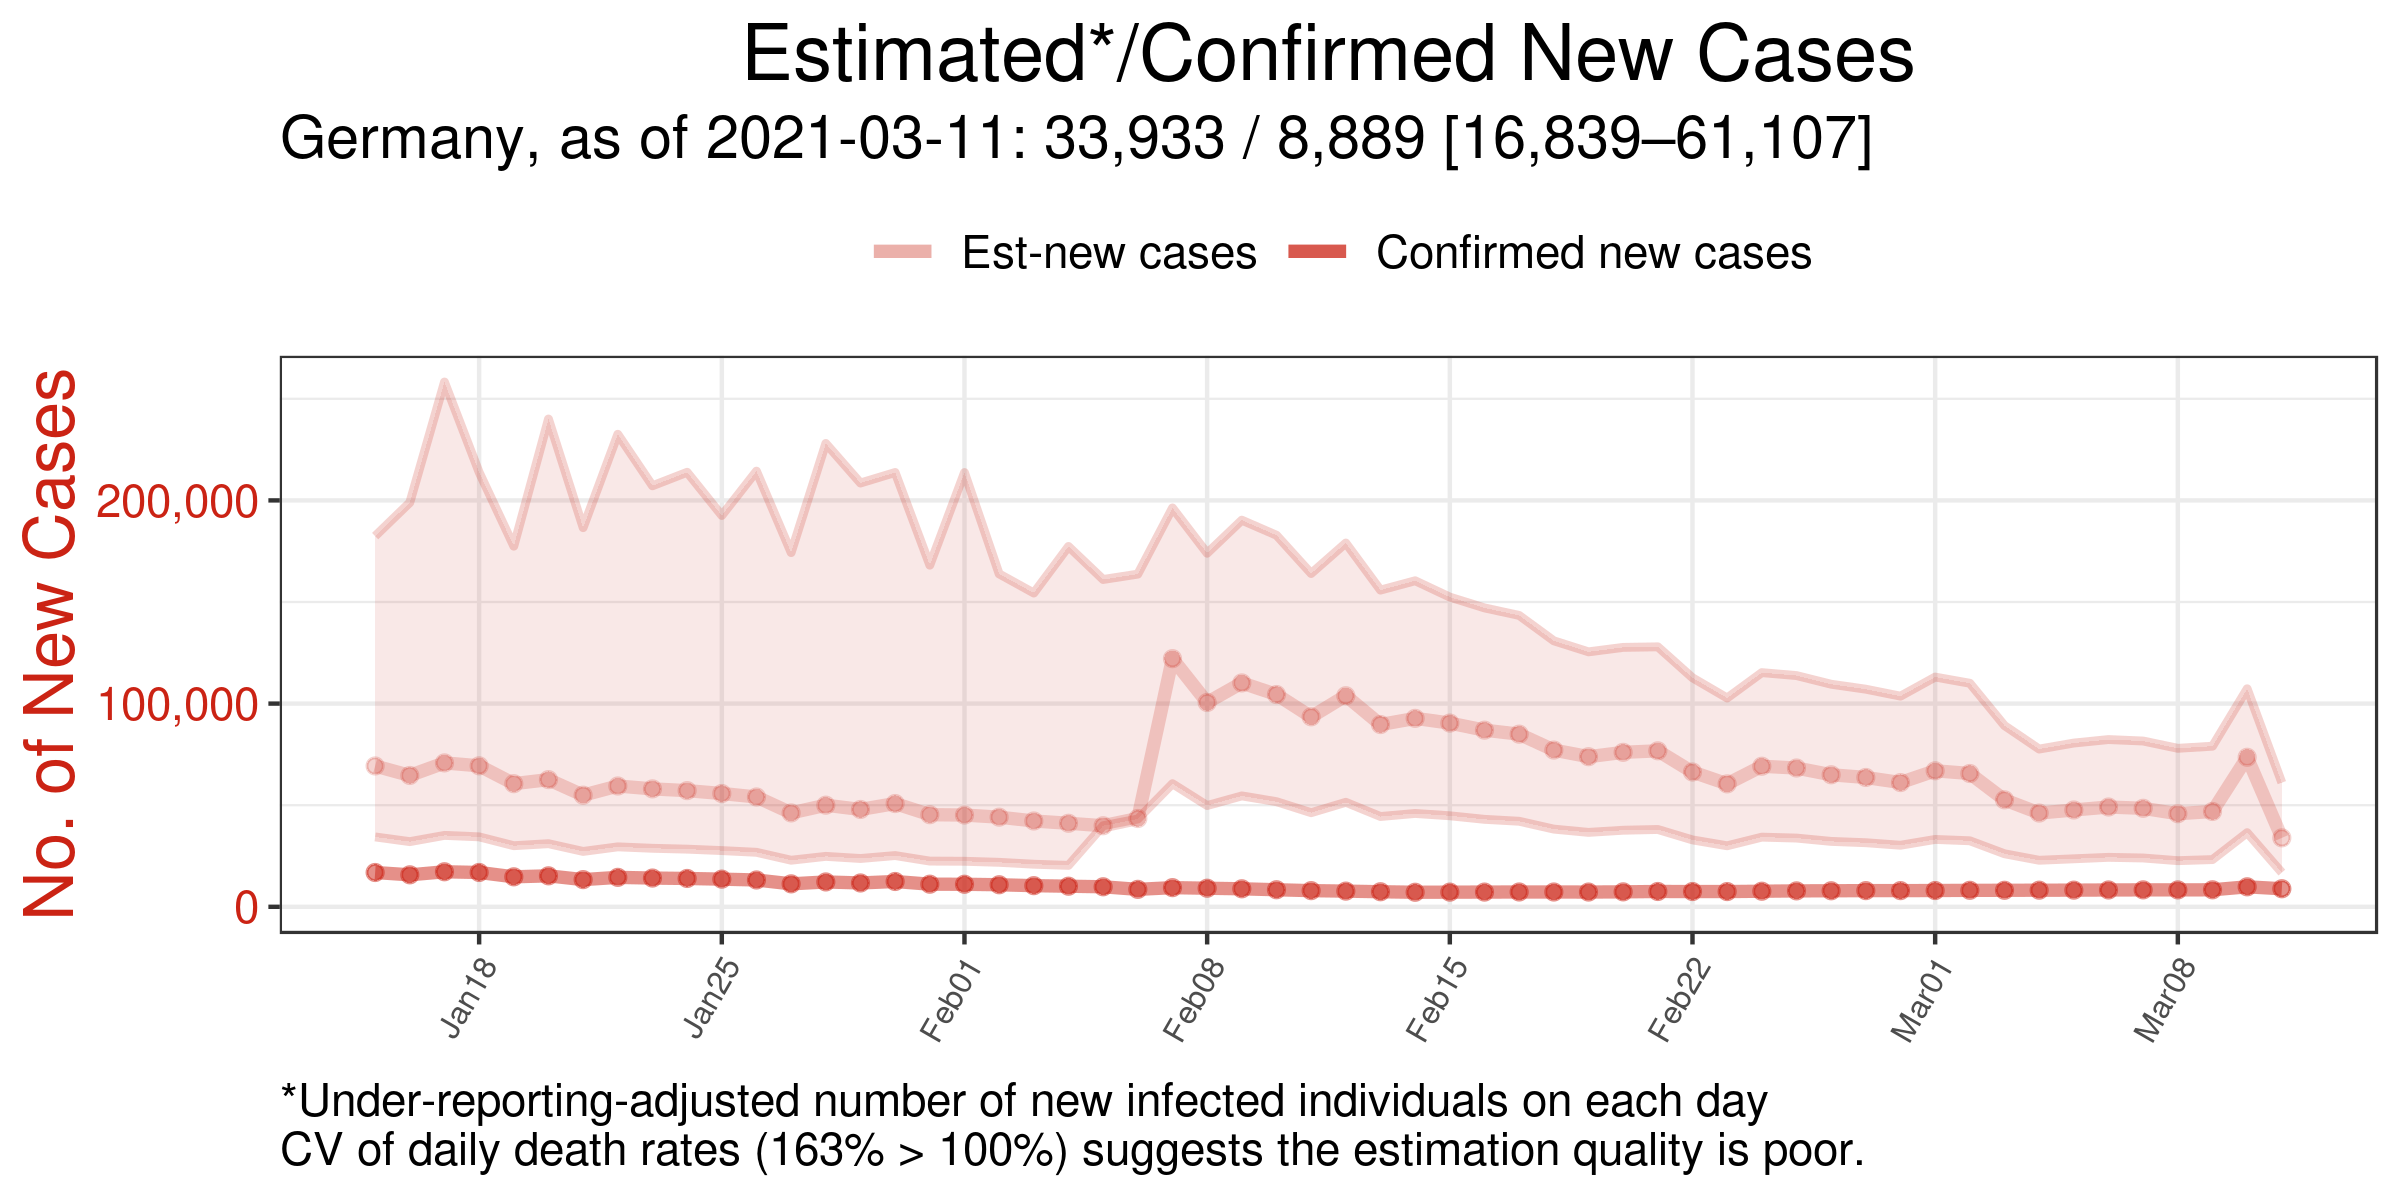 Estimated*/Confirmed New Cases
Germany, as of 2021-03-11: 33,933 / 8,889 [16,839–61,107]
Est-new cases
Confirmed new cases
No. of New Cases
200,000
100,000
0
Jan18
Jan25
Feb01
Feb08
Feb15
Feb22
Mar01
Mar08
*Under-reporting-adjusted number of new infected individuals on each day
CV of daily death rates (163% > 100%) suggests the estimation quality is poor.